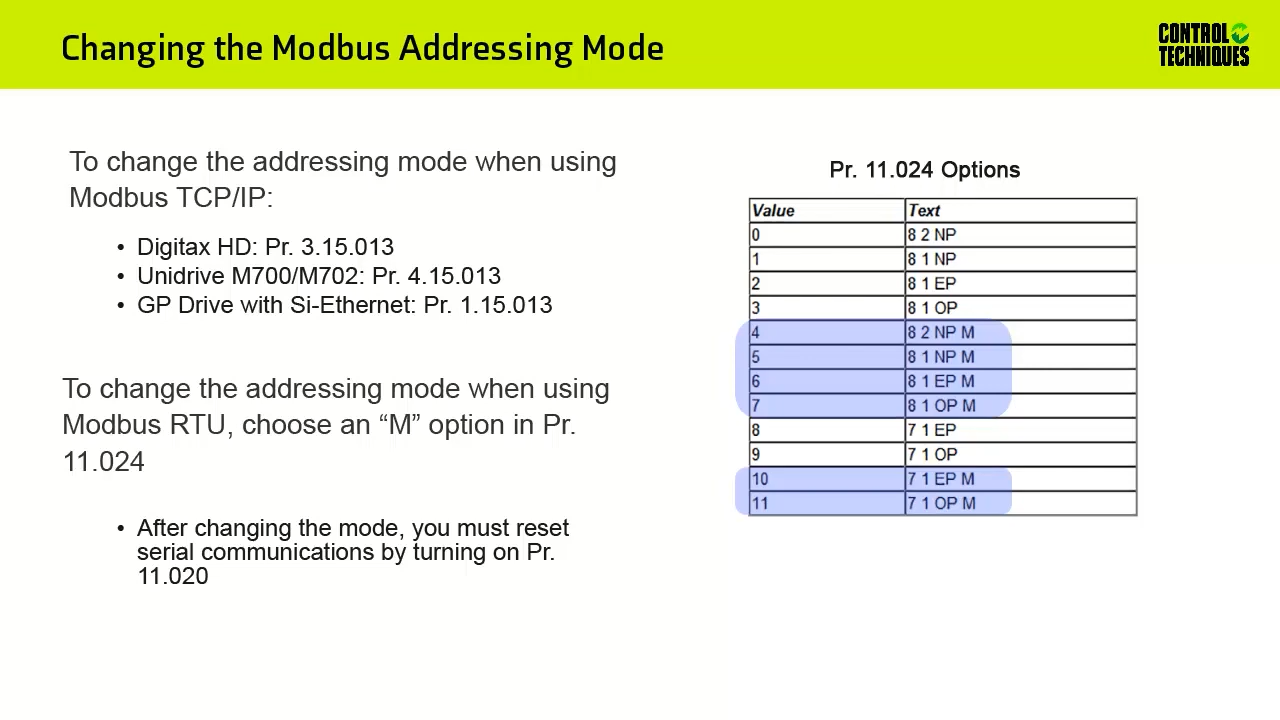 Changing the Modbus Addressing Mode
CONTROL
TECHNIQUES
To change the addressing mode when using
Modbus TCP/IP:
• Digitax HD: Pr. 3.15.013
• Unidrive M700/M702: Pr. 4.15.013
• GP Drive with Si-Ethernet: Pr. 1.15.013
To change the addressing mode when using
Modbus RTU, choose an “M” option in Pr.
11.024
• After changing the mode, you must reset
serial communications by turning on Pr.
11.020
Pr. 11.024 Options
Value Text
0 8 2 NP
1 8 1 NP
2 8 1 EP
3 8 1 OP
4 8 2 NP M
5 8 1 NP M
6 8 1 EP M
7 8 1 OP M
8 7 1 EP
9 7 1 OP
10 7 1 EP M
11 7 1 OP M